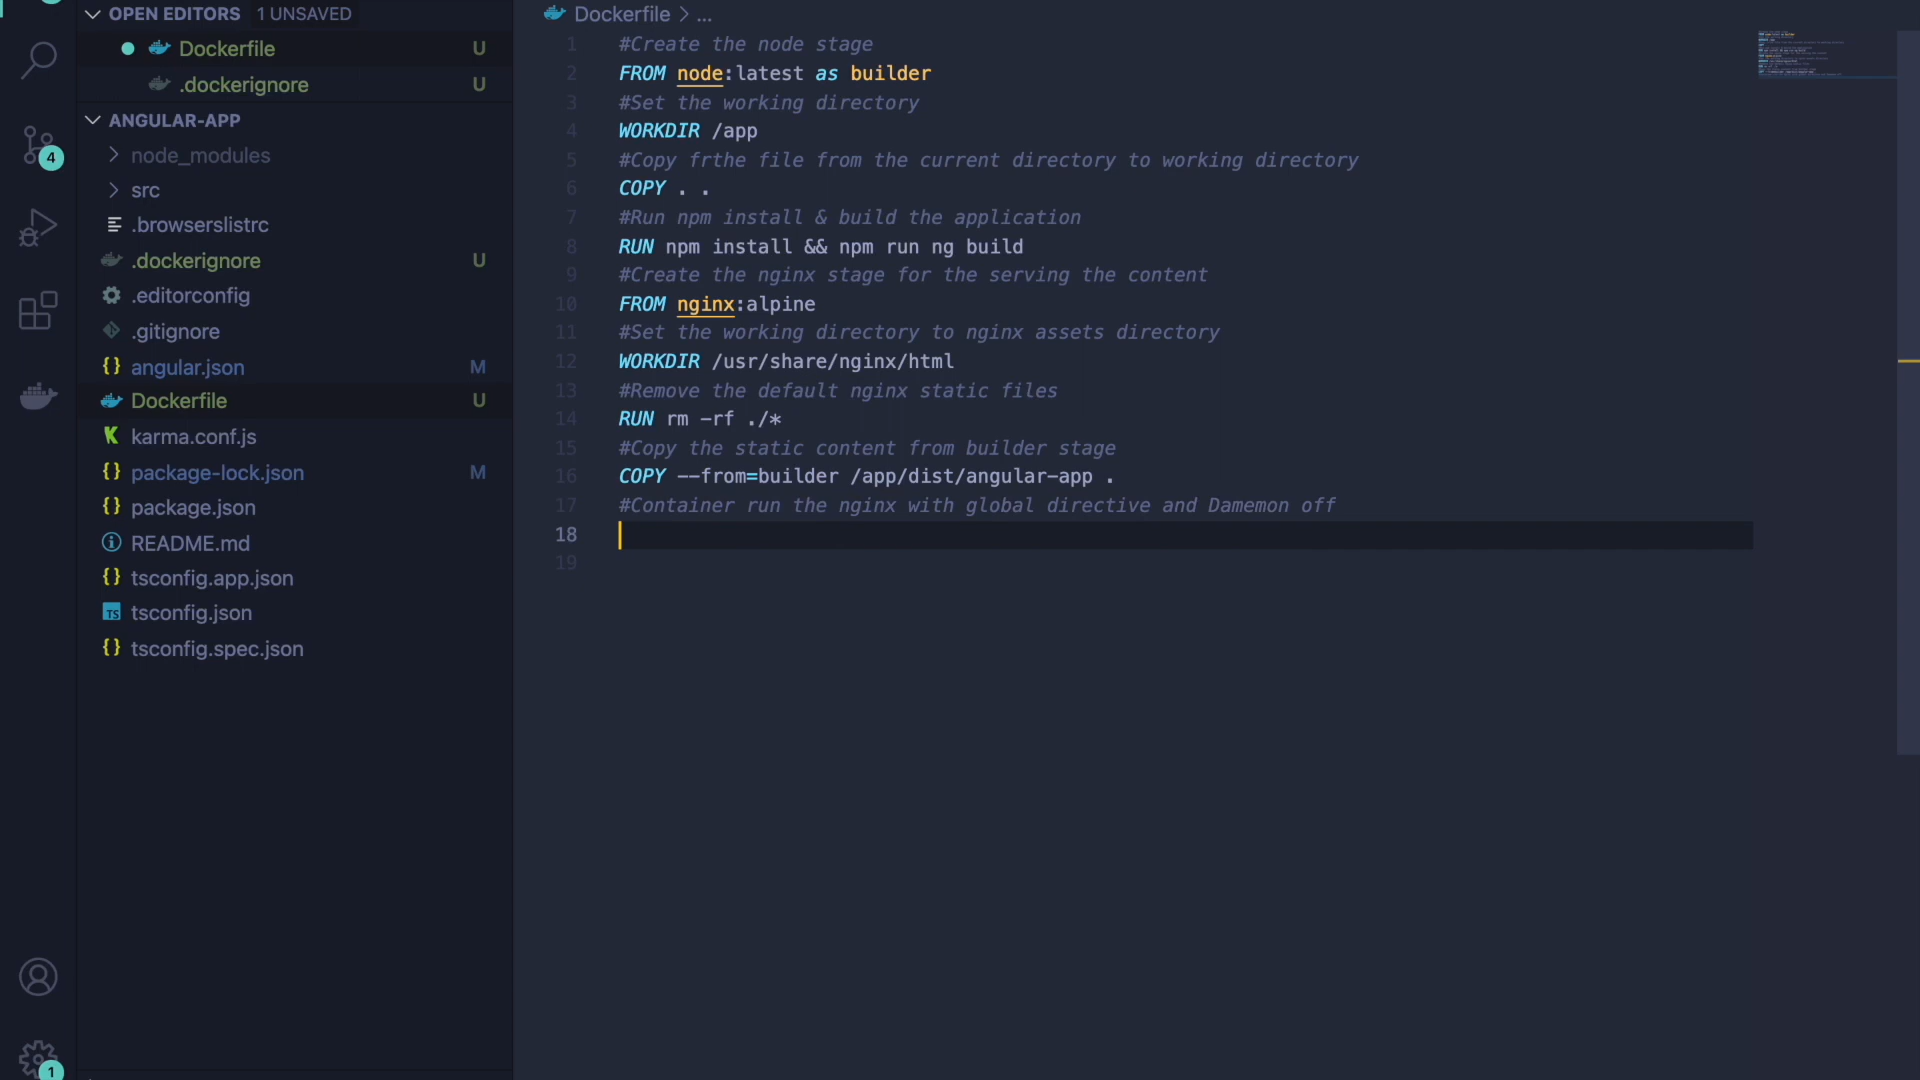 OPEN EDITORS 1 UNSAVED
Dockerfile U
.dockerignore U
ANGULAR-APP
node_modules
src
.browserslistrc
.dockerignore U
.editorconfig
.gitignore
{} angular.json M
Dockerfile U
K karma.conf.js
{} package-lock.json M
{} package.json
README.md
{} tsconfig.app.json
TS tsconfig.json
{} tsconfig.spec.json
4
1
Dockerfile > ...
1 #Create the node stage
2 FROM node:latest as builder
3 #Set the working directory
4 WORKDIR /app
5 #Copy frthe file from the current directory to working directory
6 COPY . .
7 #Run npm install & build the application
8 RUN npm install && npm run ng build
9 #Create the nginx stage for the serving the content
10 FROM nginx:alpine
11 #Set the working directory to nginx assets directory
12 WORKDIR /usr/share/nginx/html
13 #Remove the default nginx static files
14 RUN rm -rf ./*
15 #Copy the static content from builder stage
16 COPY --from=builder /app/dist/angular-app .
17 #Container run the nginx with global directive and Damemon off
18
19